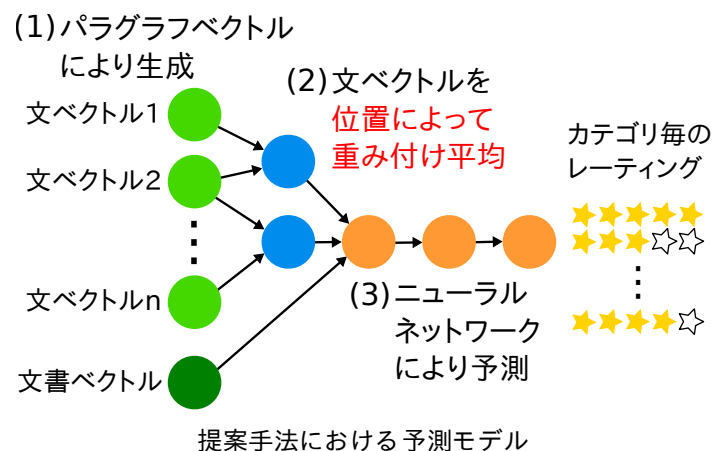 (1)パラグラフベクトル
により生成
(2)文ベクトルを
位置によって
重み付け平均
文ベクトル1
文ベクトル2
文ベクトルn
文書ベクトル
カテゴリ毎の
レーティング
(3)ニューラル
ネットワーク
により予測
提案手法における予測モデル